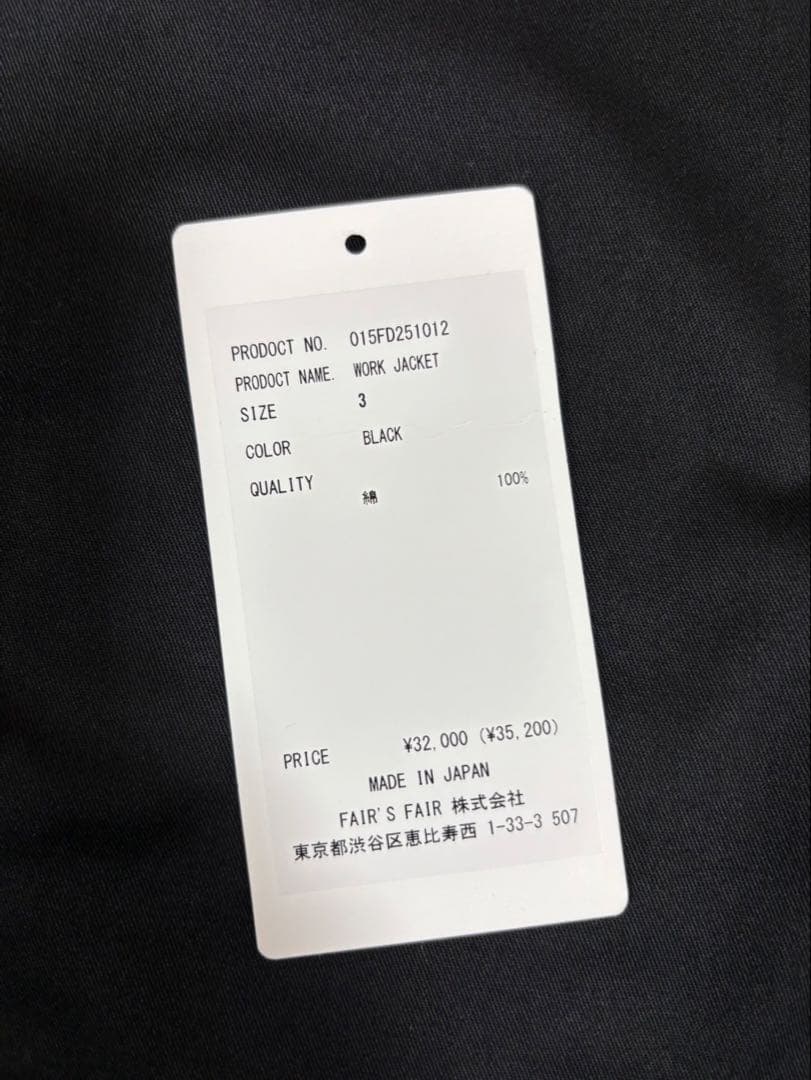 PRODOCT NO. 015FD251012
PRODOCT NAME. WORK JACKET
SIZE 3
COLOR BLACK
QUALITY
綿 100%
PRICE ¥32,000 (¥35,200)
MADE IN JAPAN
FAIR'S FAIR 株式会社
東京都渋谷区恵比寿西 1-33-3 507